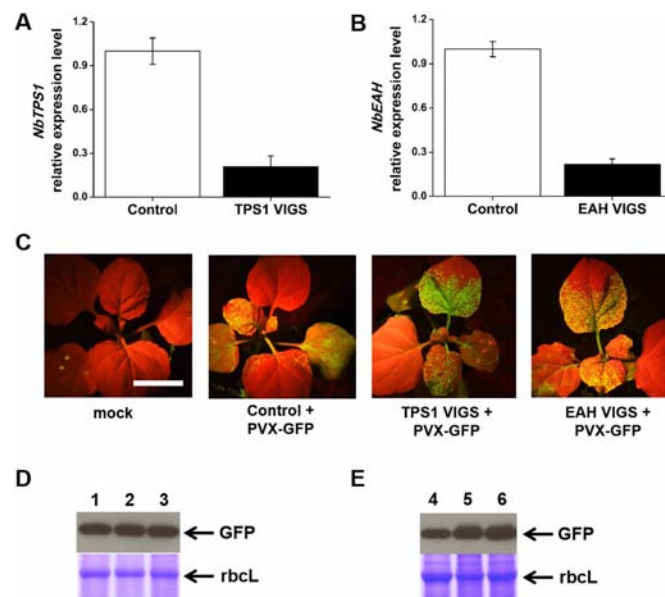 A
NbTPS1
relative expression level
1.2
0.9
0.6
0.3
0.0
Control
TPS1 VIGS
B
NbEAH
relative expression level
1.2
0.9
0.6
0.3
0.0
Control
EAH VIGS
C
mock
Control +
PVX-GFP
TPS1 VIGS +
PVX-GFP
EAH VIGS +
PVX-GFP
D
1 2 3
GFP
rbcL
E
4 5 6
GFP
rbcL